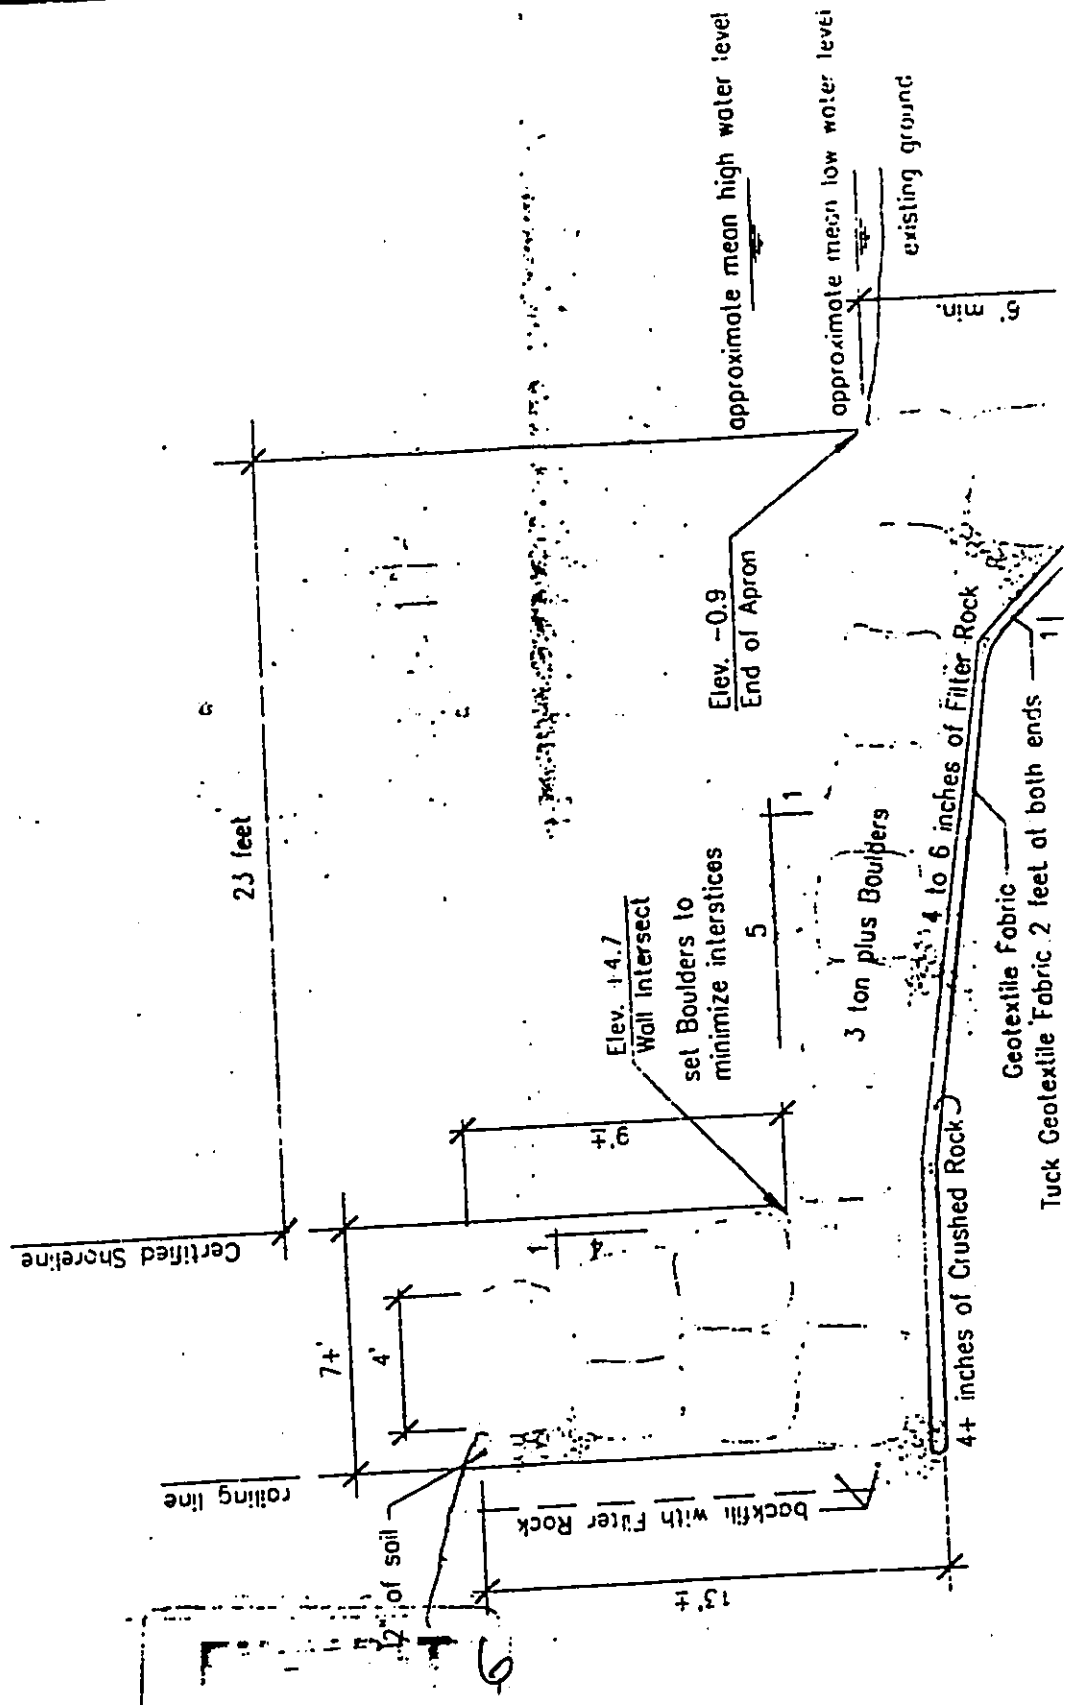 Certified Shoreline
railing line
23 feet
7+'
4'
12" of soil
13'±
9'±
1
4
backfill with Filter Rock
Elev. +4.7
Wall Intersect
set Boulders to
minimize interstices
5
1
Elev. -0.9
End of Apron
approximate mean high water level
approximate mean low water level
existing ground
min.
3 ton plus Boulders
4 to 6 inches of Filter Rock
4+ inches of Crushed Rock
Geotextile Fabric
Tuck Geotextile Fabric 2 feet at both ends
1